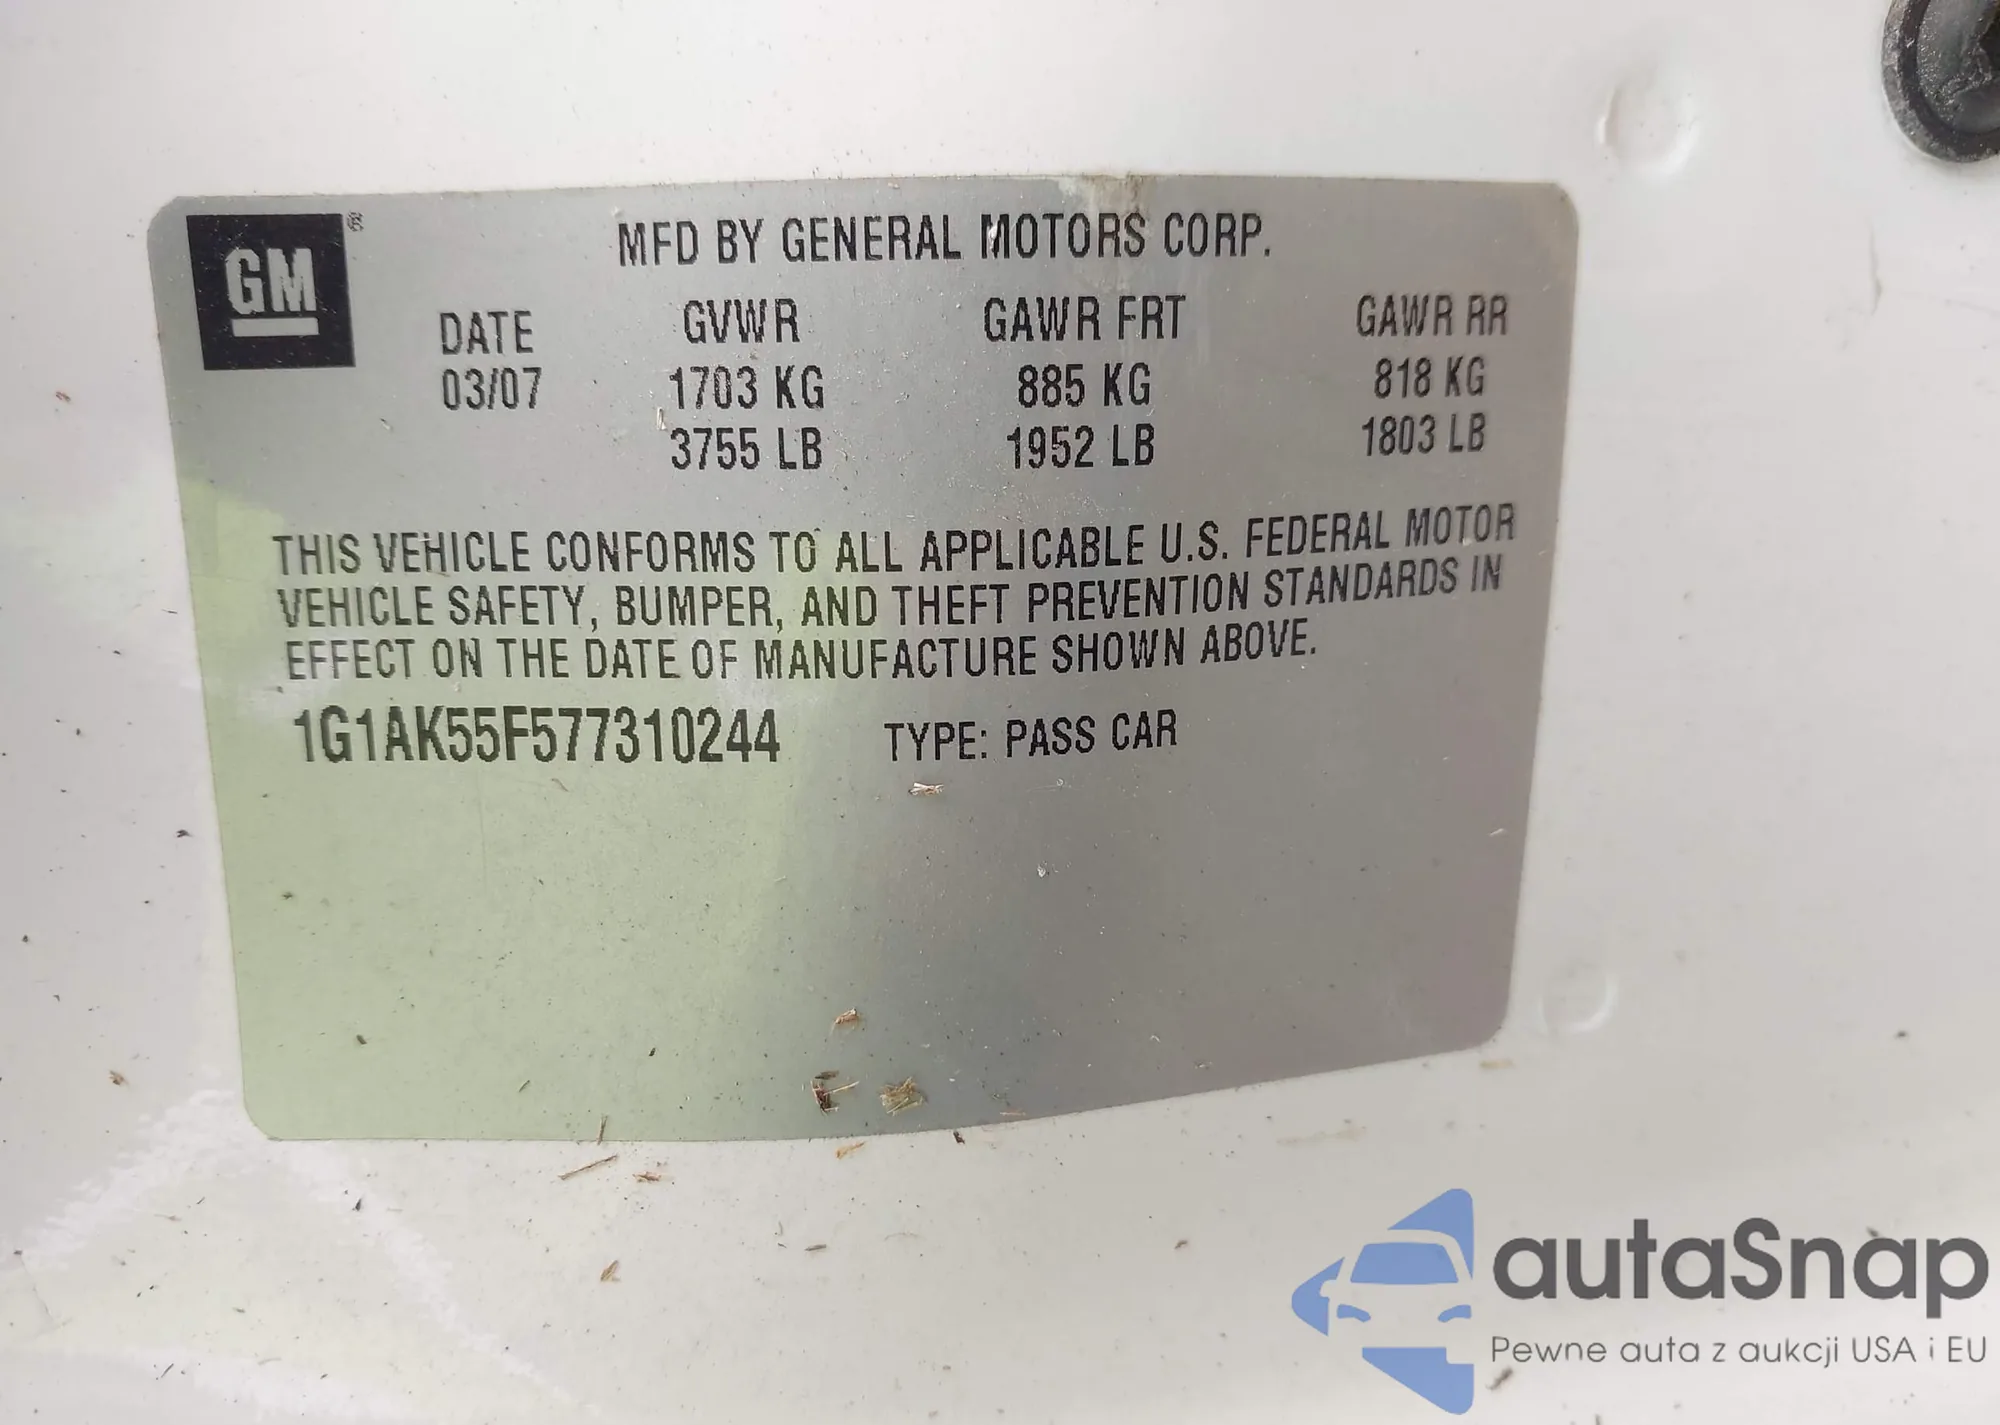 GM®
MFD BY GENERAL MOTORS CORP.
DATE GVWR GAWR FRT GAWR RR
03/07 1703 KG 885 KG 818 KG
3755 LB 1952 LB 1803 LB
THIS VEHICLE CONFORMS TO ALL APPLICABLE U.S. FEDERAL MOTOR
VEHICLE SAFETY, BUMPER, AND THEFT PREVENTION STANDARDS IN
EFFECT ON THE DATE OF MANUFACTURE SHOWN ABOVE.
1G1AK55F577310244 TYPE: PASS CAR
autaSnap
Pewne auta z aukcji USA i EU